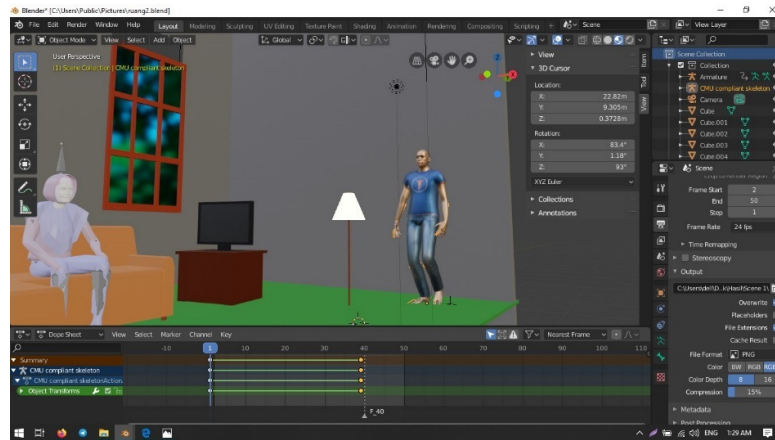 Blender* [C:\Users\Public\Pictures\ruang2.blend]
File Edit Render Window Help Layout Modeling Sculpting UV Editing Texture Paint Shading Animation Rendering Compositing Scripting + Scene View Layer
Object Mode View Select Add Object Global
User Perspective
(1) Scene Collection | CMU compliant skeleton
View
3D Cursor
Location:
X: 22.82m
Y: 9.305m
Z: 0.3728m
Rotation:
X: 83.4°
Y: 1.18°
Z: 93°
XYZ Euler
Collections
Annotations
Item
Tool
View
Scene Collection
Collection
Armature
CMU compliant skeleton
Camera
Cube
Cube.001
Cube.002
Cube.003
Cube.004
Scene
Frame Start 2
End 50
Step 1
Frame Rate 24 fps
Time Remapping
Stereoscopy
Output
Overwrite
Placeholders
File Extensions
Cache Result
File Format PNG
Color BW RGB
Color Depth 8 16
Compression 15%
Metadata
Post Processing
Dope Sheet View Select Marker Channel Key Nearest Frame
-10 1 10 20 30 40 50 60 70 80 90 100 110
Summary
CMU compliant skeleton
CMU compliant skeletonAction
Object Transforms
F_40
ENG 1:29 AM